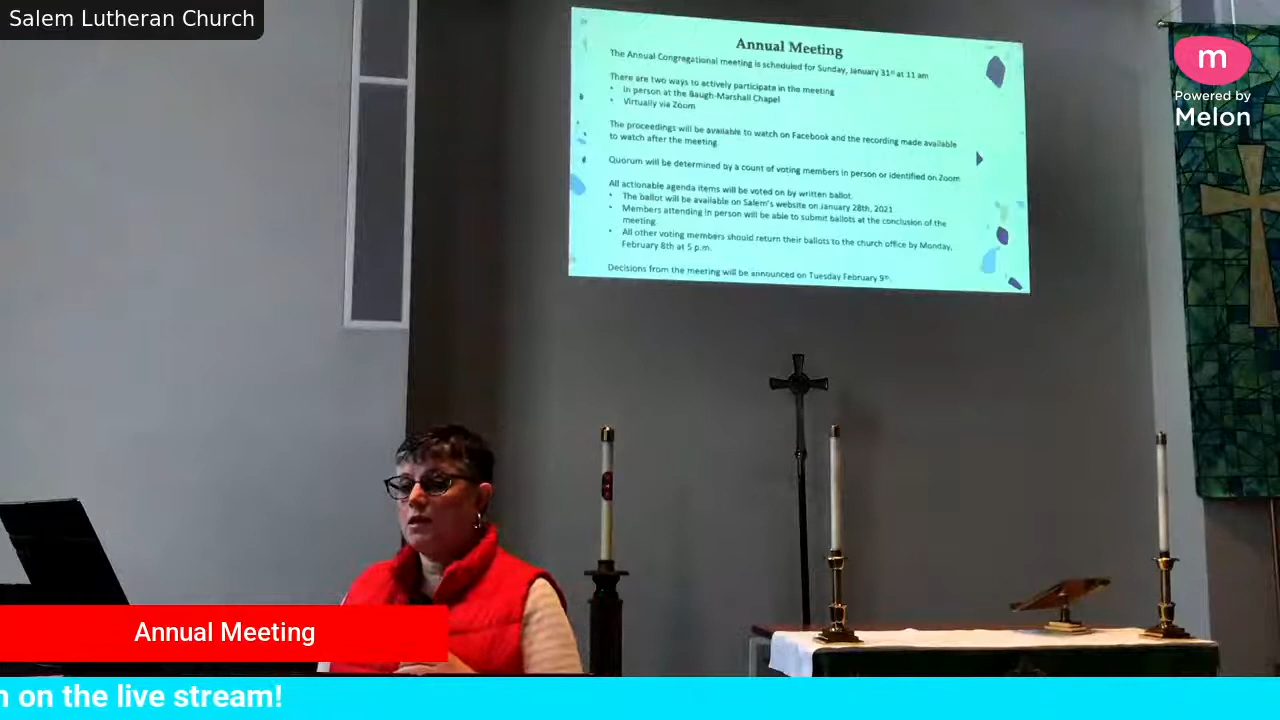 Salem Lutheran Church
Annual Meeting
The Annual Congregational meeting is scheduled for Sunday, January 31st at 11 am
There are two ways to actively participate in the meeting
• In person at the Baugh-Marshall Chapel
• Virtually via Zoom
The proceedings will be available to watch on Facebook and the recording made available
to watch after the meeting.
Quorum will be determined by a count of voting members in person or identified on Zoom
All actionable agenda items will be voted on by written ballot.
• The ballot will be available on Salem's website on January 28th, 2021
• Members attending in person will be able to submit ballots at the conclusion of the
meeting.
• All other voting members should return their ballots to the church office by Monday,
February 8th at 5 p.m.
Decisions from the meeting will be announced on Tuesday February 9th.
m
Powered by
Melon
Annual Meeting
on the live stream!